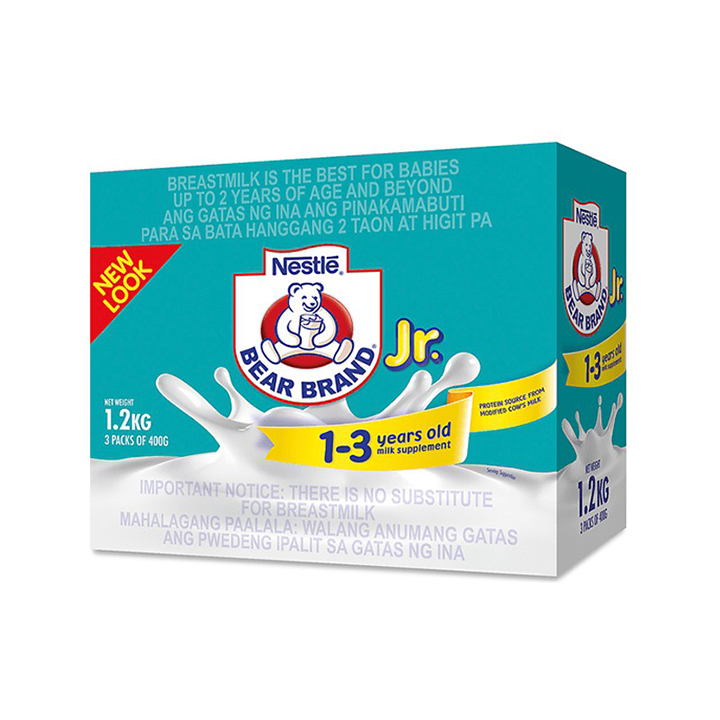 BREASTMILK IS THE BEST FOR BABIES
UP TO 2 YEARS OF AGE AND BEYOND
ANG GATAS NG INA ANG PINAKAMABUTI
PARA SA BATA HANGGANG 2 TAON AT HIGIT PA
NEW
LOOK
Nestlé®
BEAR BRAND®
Jr.
NET WEIGHT
1.2KG
3 PACKS OF 400G
1-3 years old
milk supplement
PROTEIN SOURCE FROM
MODIFIED COW'S MILK
Serving Suggestion
IMPORTANT NOTICE: THERE IS NO SUBSTITUTE
FOR BREASTMILK
MAHALAGANG PAALALA: WALANG ANUMANG GATAS
ANG PWEDENG IPALIT SA GATAS NG INA
Nestlé
BEAR BRAND
Jr.
1-3 years old
milk supplement
NET WEIGHT
1.2KG
3 PACKS OF 400G